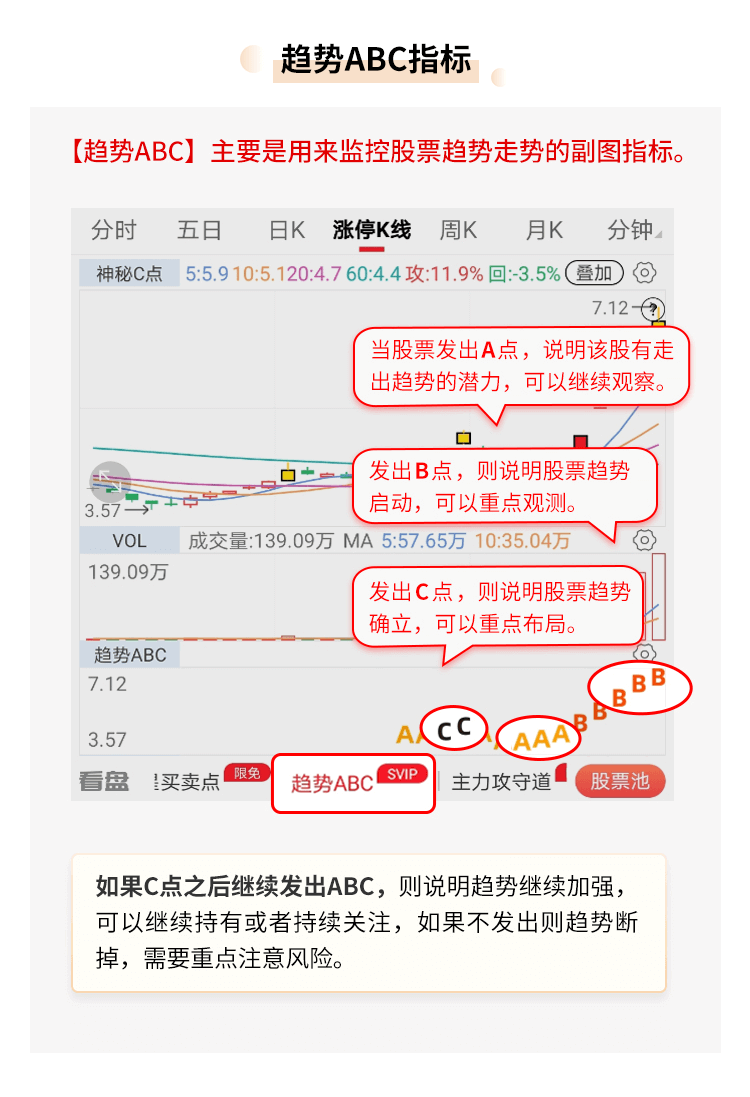 趋势ABC指标
【趋势ABC】主要是用来监控股票趋势走势的副图指标。
分时 五日 日K 涨停K线 周K 月K 分钟
神秘C点 5:5.9 10:5.1 20:4.7 60:4.4 攻:11.9% 回:-3.5% 叠加
7.12 ?
当股票发出A点，说明该股有走
出趋势的潜力，可以继续观察。
发出B点，则说明股票趋势
启动，可以重点观测。
3.57
VOL 成交量:139.09万 MA 5:57.65万 10:35.04万
139.09万
发出C点，则说明股票趋势
确立，可以重点布局。
趋势ABC
7.12
B B B B B
3.57
A C C A A A
看盘 买卖点 限免 趋势ABC SVIP 主力攻守道 股票池
如果C点之后继续发出ABC，则说明趋势继续加强，
可以继续持有或者持续关注，如果不发出则趋势断
掉，需要重点注意风险。